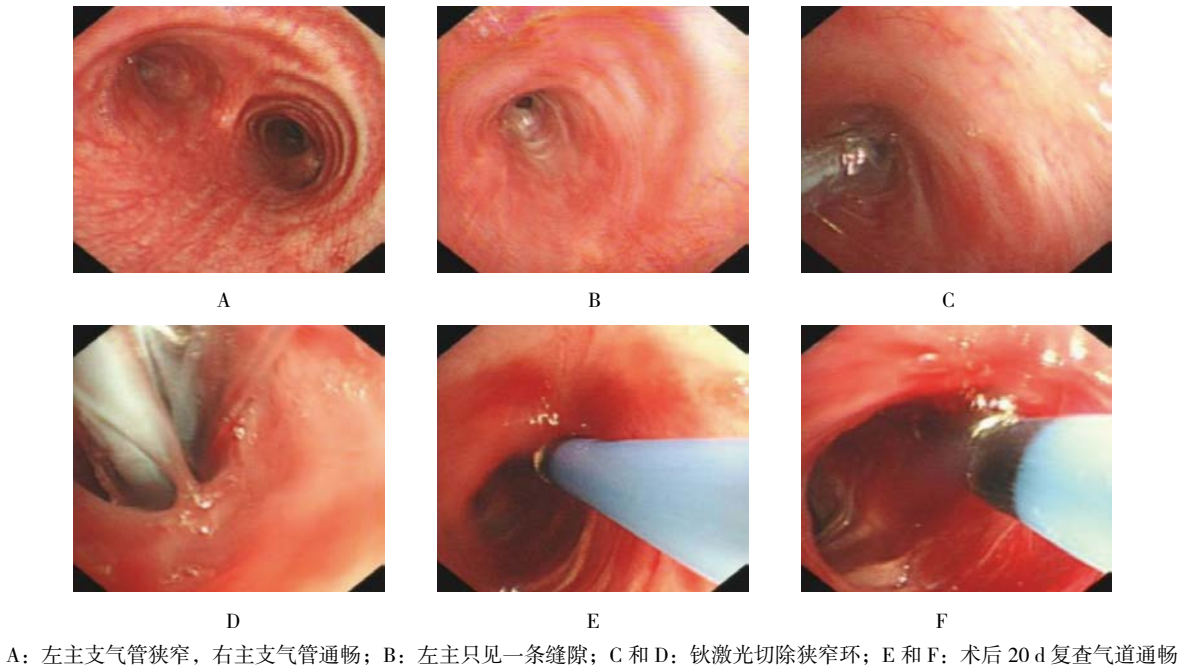 A
B
C
D
E
F
A：左主支气管狭窄，右主支气管通畅；B：左主只见一条缝隙；C 和 D：钬激光切除狭窄环；E 和 F：术后 20 d 复查气道通畅